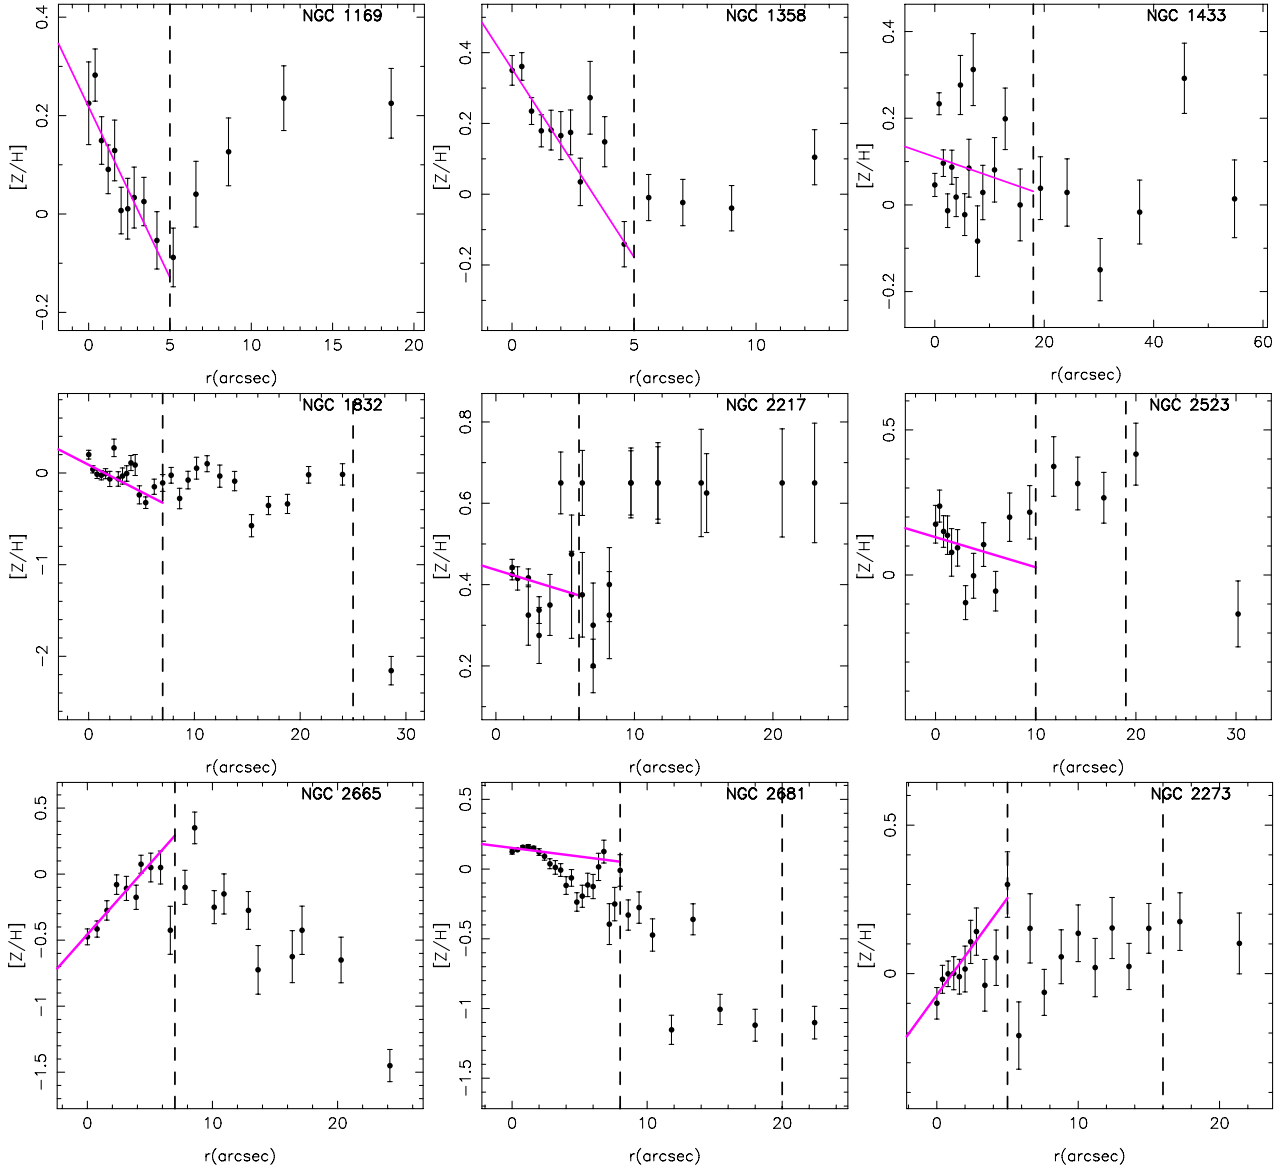 NGC 1169
NGC 1358
NGC 1433
[Z/H]
0.4
0.2
0
−0.2
[Z/H]
0.4
0.2
0
−0.2
[Z/H]
0.4
0.2
0
−0.2
0 5 10 15 20
0 5 10
0 20 40 60
r(arcsec)
r(arcsec)
r(arcsec)
NGC 1832
NGC 2217
NGC 2523
[Z/H]
0
−1
−2
[Z/H]
0.8
0.6
0.4
0.2
[Z/H]
0.5
0
0 10 20 30
0 10 20
0 10 20 30
r(arcsec)
r(arcsec)
r(arcsec)
NGC 2665
NGC 2681
NGC 2273
[Z/H]
0.5
0
−0.5
−1
−1.5
[Z/H]
0.5
0
−0.5
−1
−1.5
[Z/H]
0.5
0
0 10 20
0 10 20
0 10 20
r(arcsec)
r(arcsec)
r(arcsec)